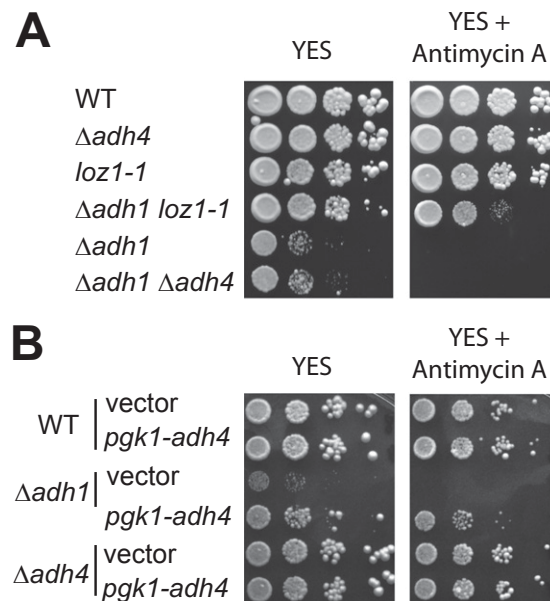 A
YES
YES +
Antimycin A
WT
Δadh4
loz1-1
Δadh1 loz1-1
Δadh1
Δadh1 Δadh4
B
YES
YES +
Antimycin A
WT
vector
pgk1-adh4
Δadh1
vector
pgk1-adh4
Δadh4
vector
pgk1-adh4